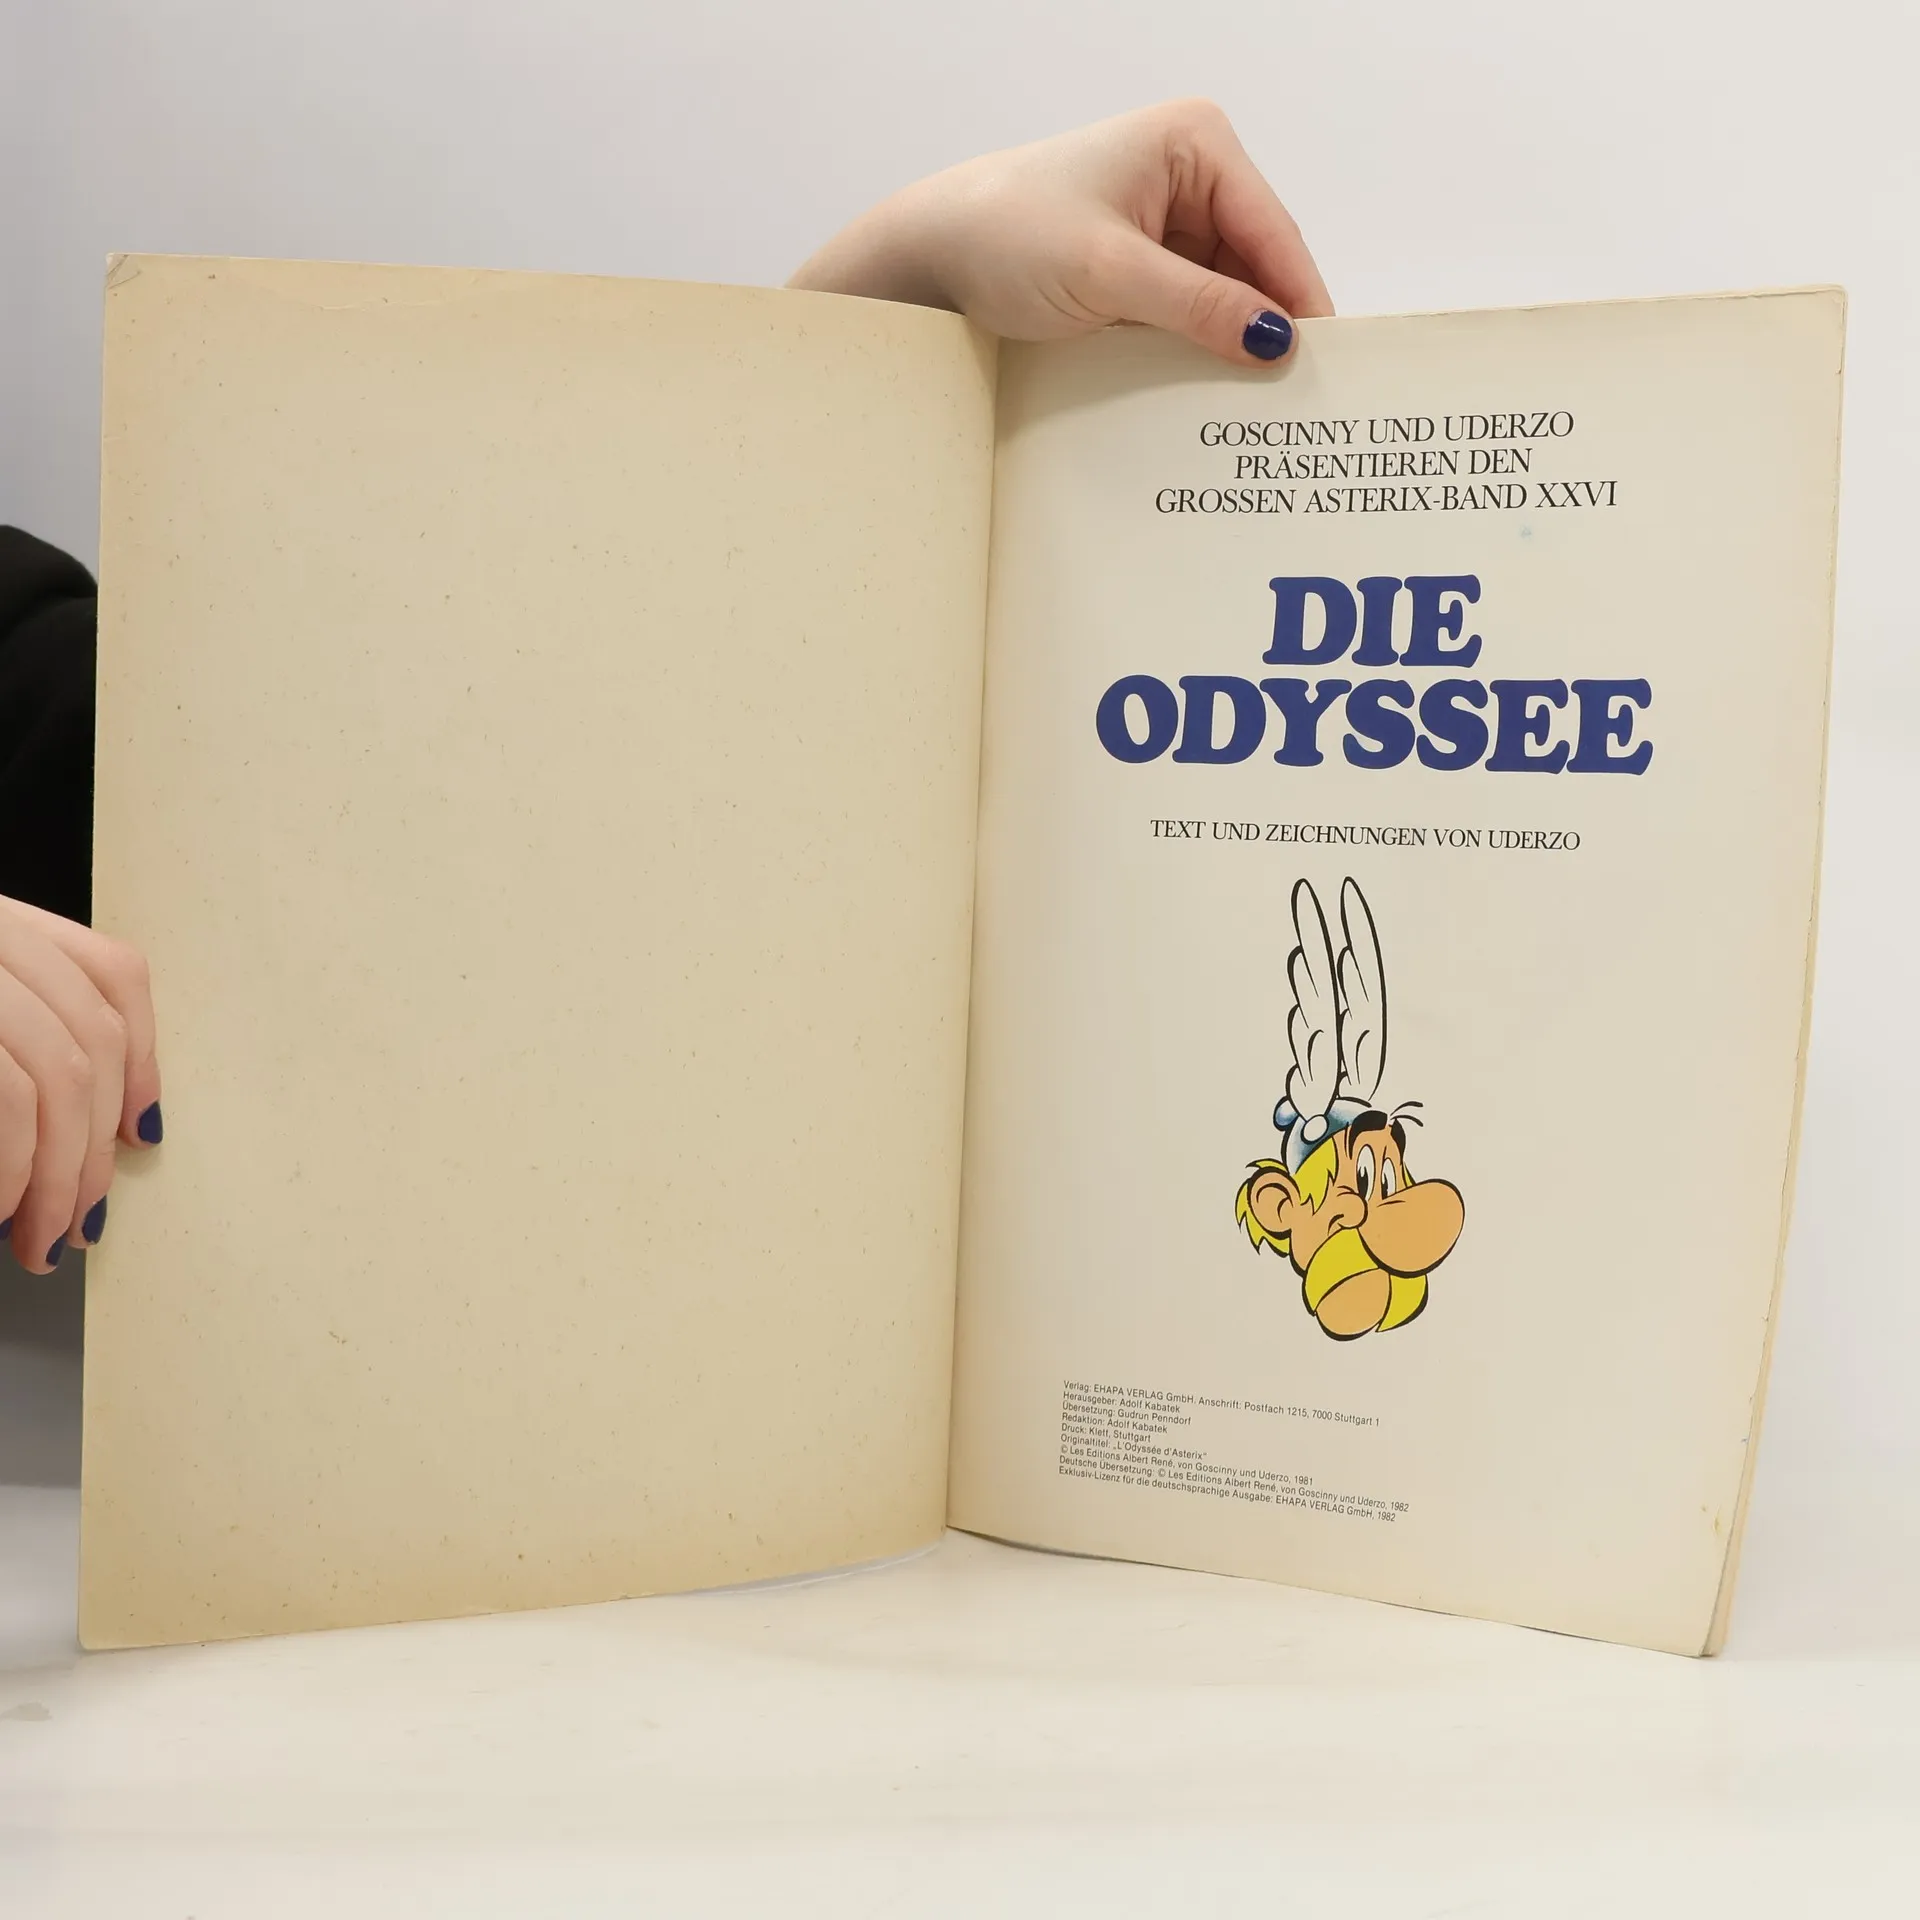 GOSCINNY UND UDERZO
PRÄSENTIEREN DEN
GROSSEN ASTERIX-BAND XXVI
DIE
ODYSSEE
TEXT UND ZEICHNUNGEN VON UDERZO
Verlag: EHAPA VERLAG GmbH. Anschrift: Postfach 1215, 7000 Stuttgart 1
Herausgeber: Adolf Kabatek
Übersetzung: Gudrun Penndorf
Redaktion: Adolf Kabatek
Druck: Klett, Stuttgart
Originaltitel: „L'Odyssée d'Asterix“
© Les Editions Albert René, von Goscinny und Uderzo, 1981
Deutsche Übersetzung: © Les Editions Albert René, von Goscinny und Uderzo, 1982
Exklusiv-Lizenz für die deutschsprachige Ausgabe: EHAPA VERLAG GmbH, 1982